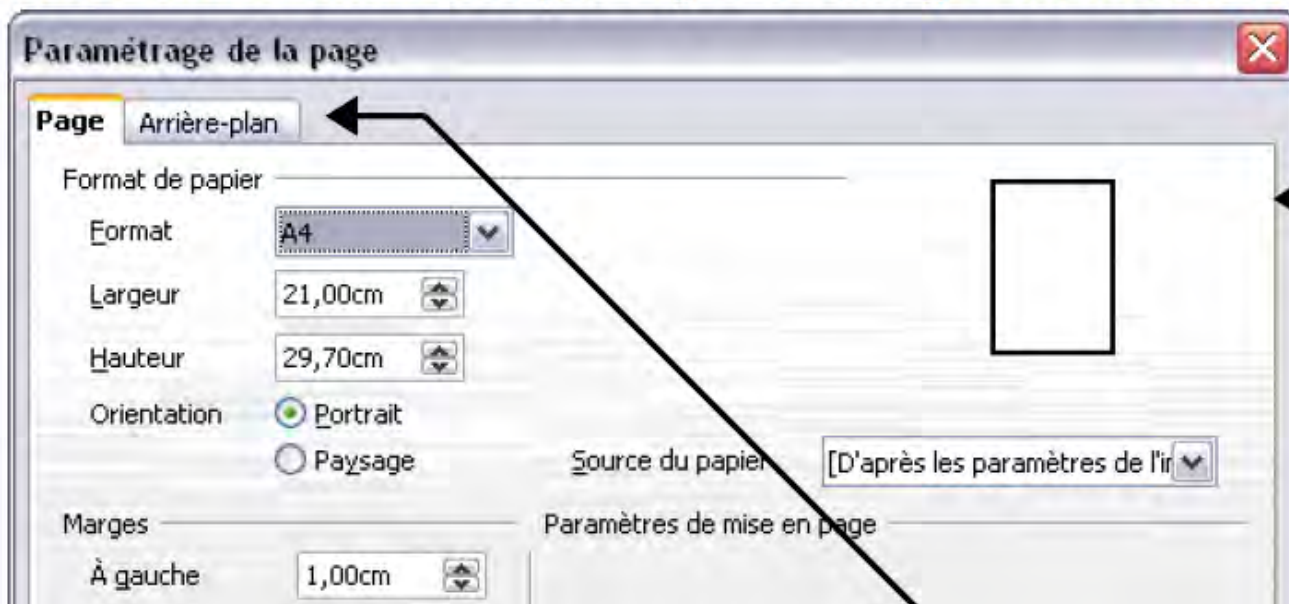 Paramétrage de la page
Page Arrière-plan
Format de papier
Format A4
Largeur 21,00cm
Hauteur 29,70cm
Orientation Portrait
Paysage Source du papier [D'après les paramètres de l'ir
Marges Paramètres de mise en page
À gauche 1,00cm